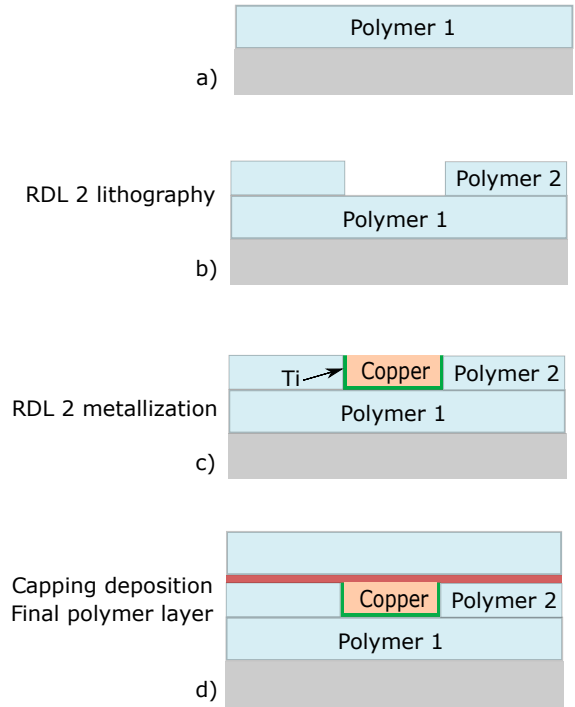 Polymer 1
a)
RDL 2 lithography
Polymer 2
Polymer 1
b)
Ti
Copper
Polymer 2
RDL 2 metallization
Polymer 1
c)
Capping deposition
Final polymer layer
Copper
Polymer 2
Polymer 1
d)